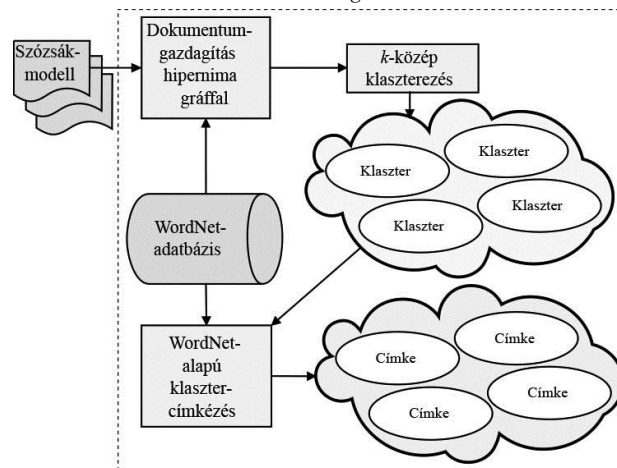 Szózsák-
modell
Dokumentum-
gazdagítás
hipernima
gráffal
k-közép
klaszterezés
Klaszter
Klaszter
Klaszter
Klaszter
WordNet-
adatbázis
WordNet-
alapú
klaszter-
címkézés
Címke
Címke
Címke
Címke